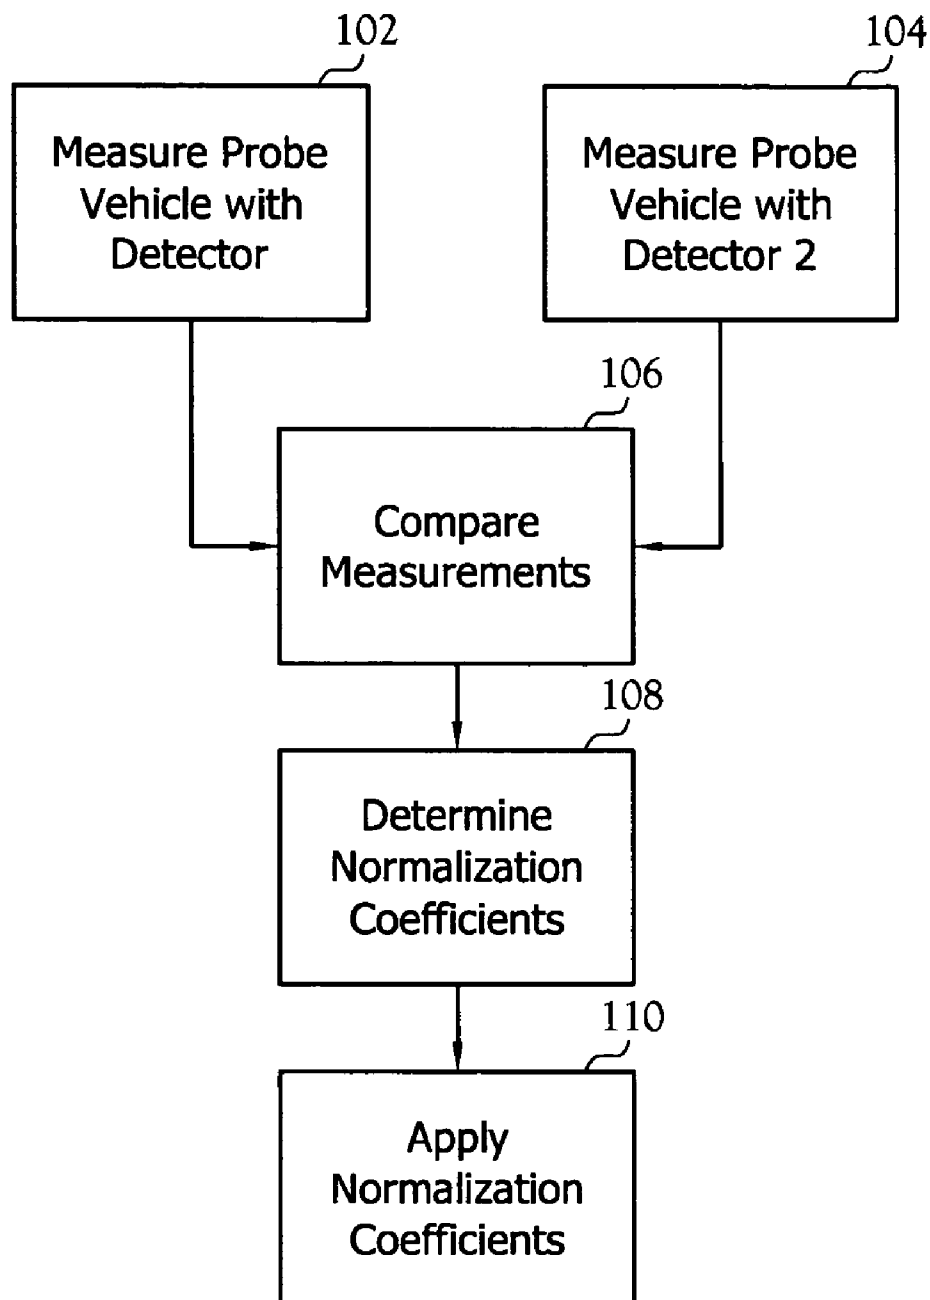 102
Measure Probe
Vehicle with
Detector
104
Measure Probe
Vehicle with
Detector 2
106
Compare
Measurements
108
Determine
Normalization
Coefficients
110
Apply
Normalization
Coefficients